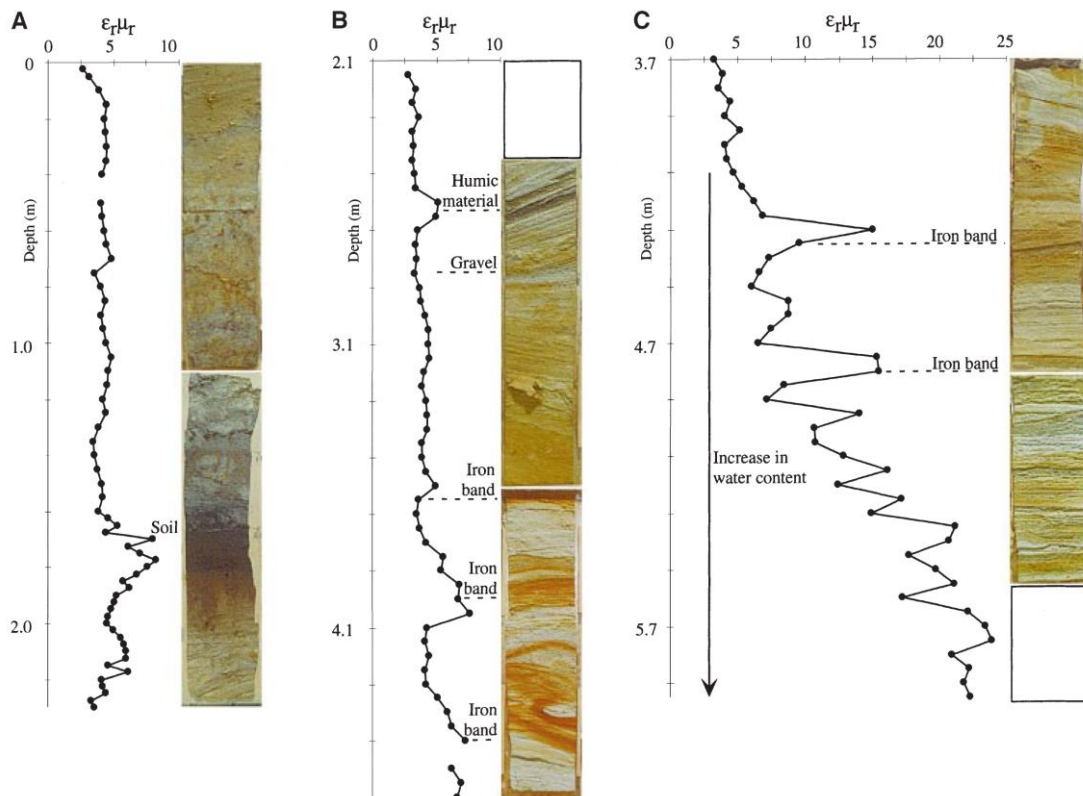 A
εrμr
0 5 10
0
1.0
2.0
Depth (m)
Soil
B
εrμr
0 5 10
2.1
3.1
4.1
Depth (m)
Humic
material
Gravel
Iron
band
Iron
band
Iron
band
C
εrμr
0 5 10 15 20 25
3.7
4.7
5.7
Depth (m)
Iron band
Iron band
Increase in
water content